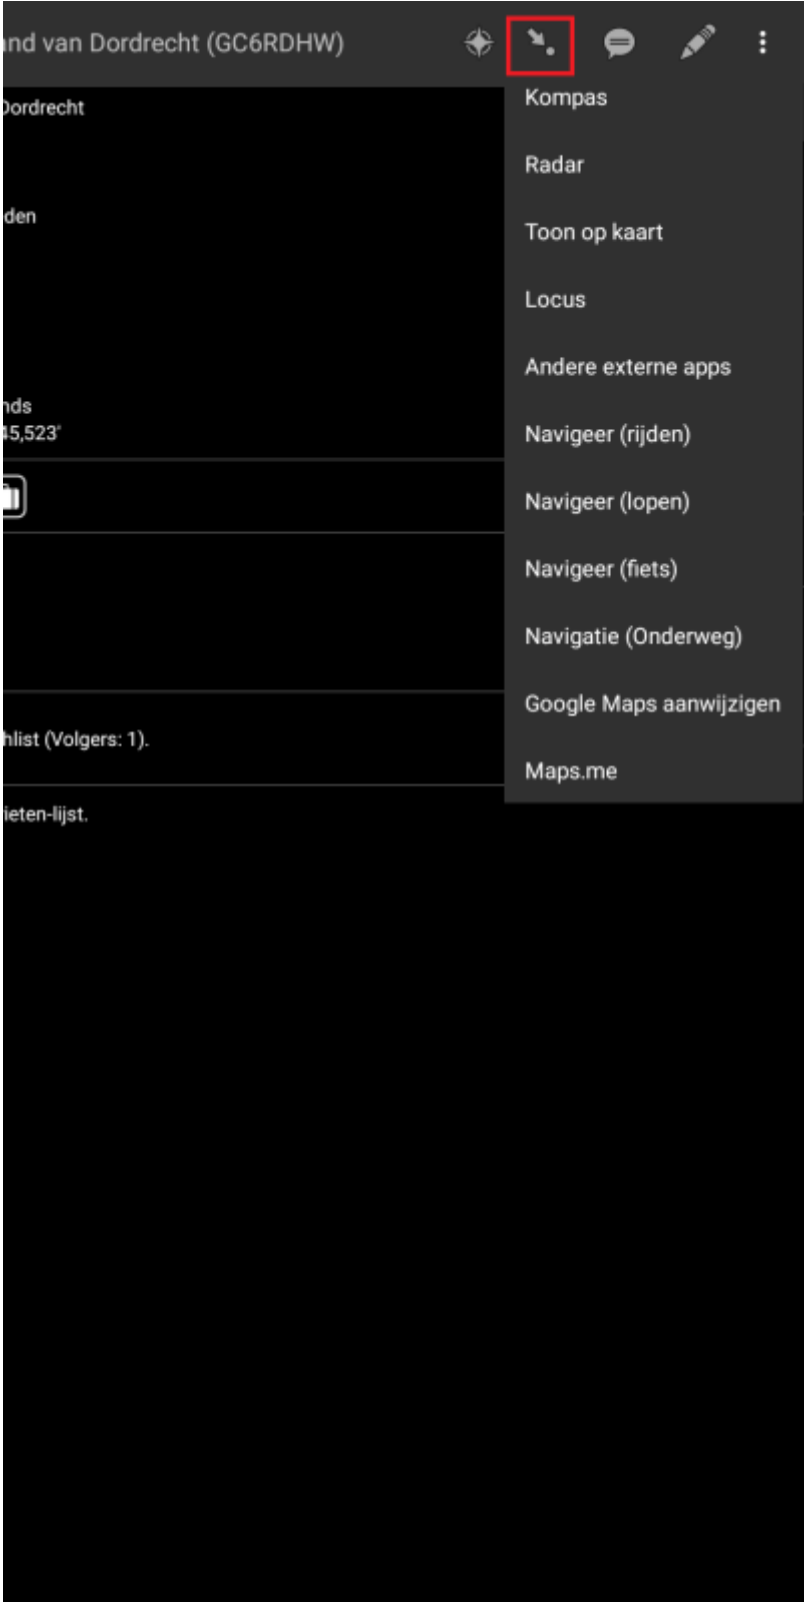 and van Dordrecht (GC6RDHW)
Dordrecht
Kompas
Radar
den
Toon op kaart
Locus
Andere externe apps
nds
45,523'
Navigeer (rijden)
Navigeer (lopen)
Navigeer (fiets)
Navigatie (Onderweg)
Google Maps aanwijzigen
hlist (Volgers: 1).
Maps.me
ieten-lijst.